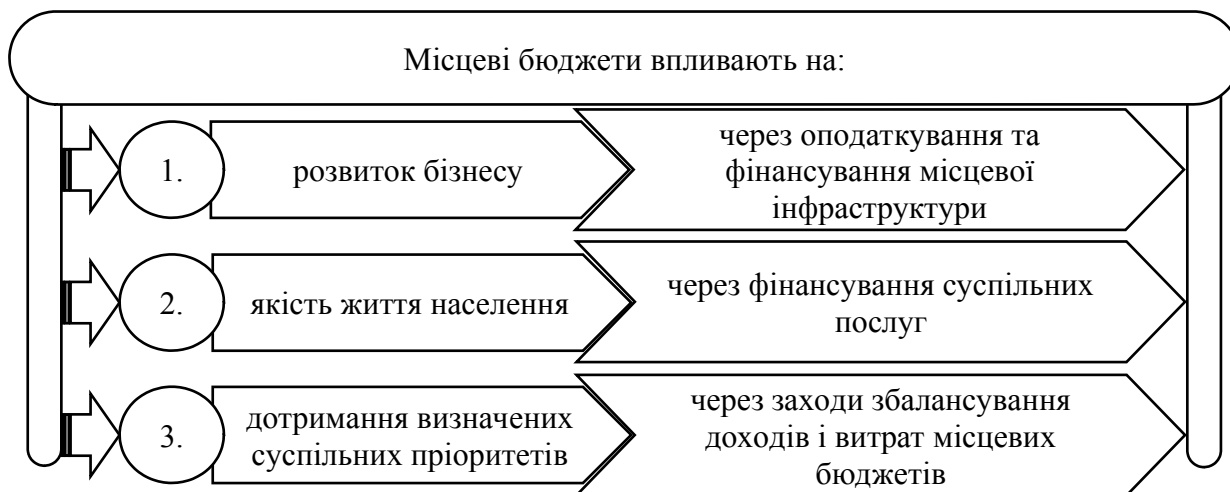 Місцеві бюджети впливають на:
1.
розвиток бізнесу
через оподаткування та
фінансування місцевої
інфраструктури
2.
якість життя населення
через фінансування суспільних
послуг
3.
дотримання визначених
суспільних пріоритетів
через заходи збалансування
доходів і витрат місцевих
бюджетів